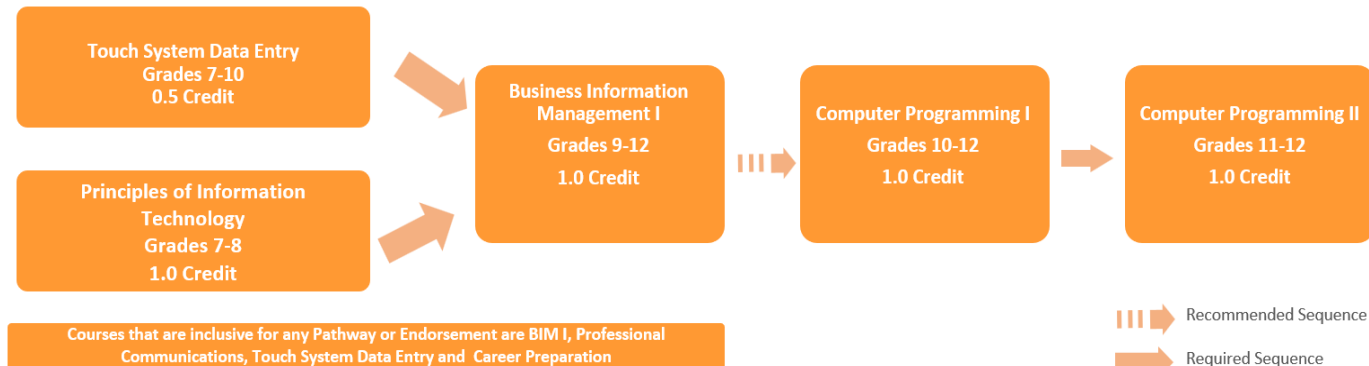 Touch System Data Entry
Grades 7-10
0.5 Credit
Principles of Information
Technology
Grades 7-8
1.0 Credit
Business Information
Management I
Grades 9-12
1.0 Credit
Computer Programming I
Grades 10-12
1.0 Credit
Computer Programming II
Grades 11-12
1.0 Credit
Courses that are inclusive for any Pathway or Endorsement are BIM I, Professional
Communications, Touch System Data Entry and Career Preparation
Recommended Sequence
Required Sequence